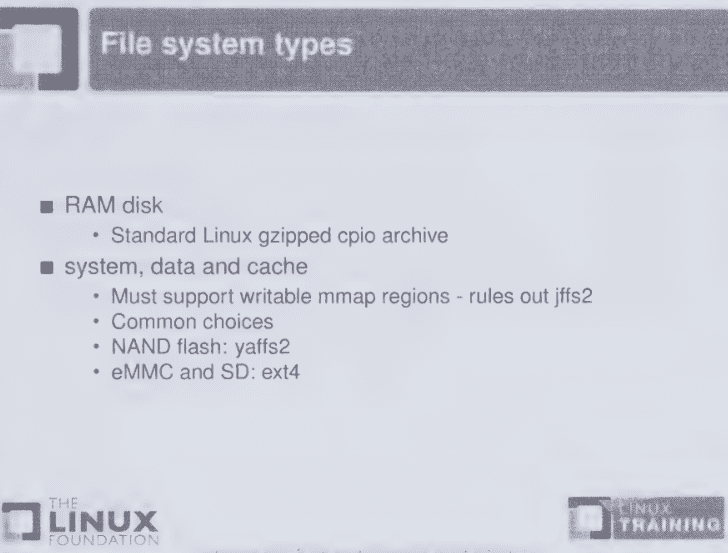 File system types
■ RAM disk
• Standard Linux gzipped cpio archive
■ system, data and cache
• Must support writable mmap regions - rules out jffs2
• Common choices
• NAND flash: yaffs2
• eMMC and SD: ext4
THE
LINUX
FOUNDATION
LINUX
TRAINING